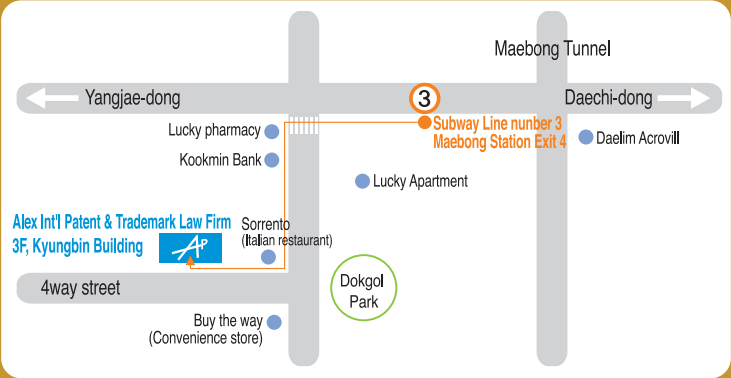 Maebong Tunnel
Yangjae-dong
3
Daechi-dong
Subway Line nunber 3
Maebong Station Exit 4
Lucky pharmacy
Daelim Acrovill
Kookmin Bank
Lucky Apartment
Alex Int'l Patent & Trademark Law Firm
3F, Kyungbin Building
AP
Sorrento
(Italian restaurant)
4way street
Dokgol
Park
Buy the way
(Convenience store)